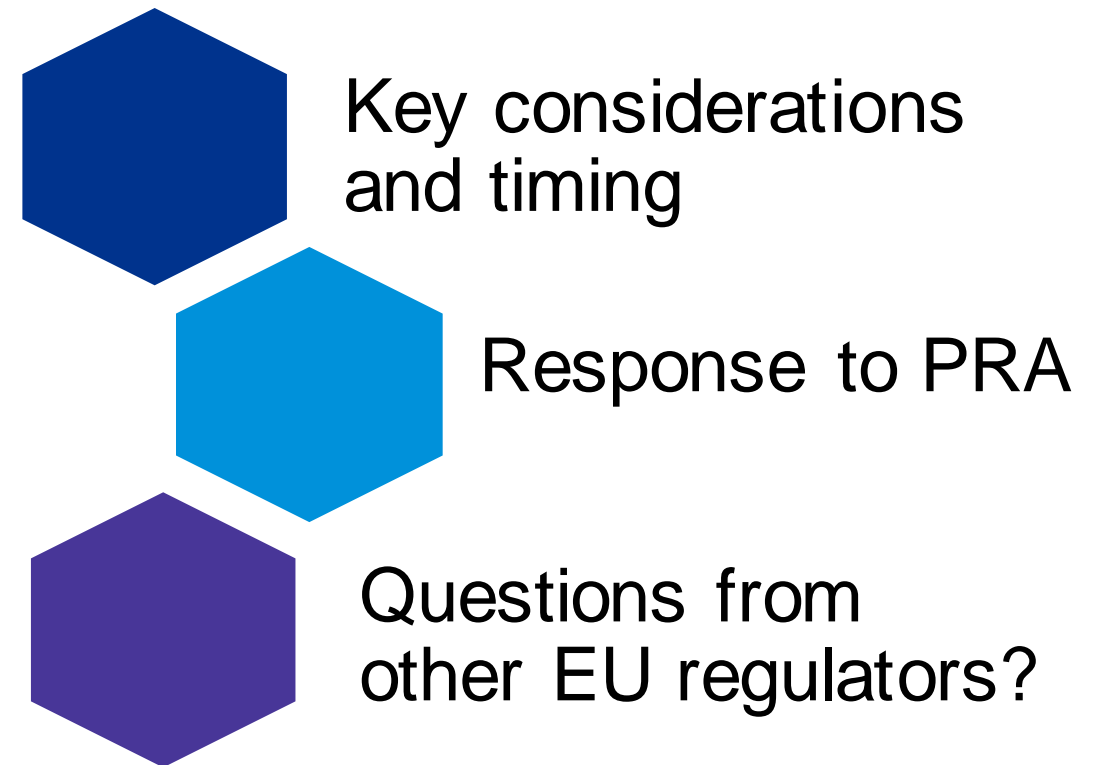 Key considerations
and timing
Response to PRA
Questions from
other EU regulators?